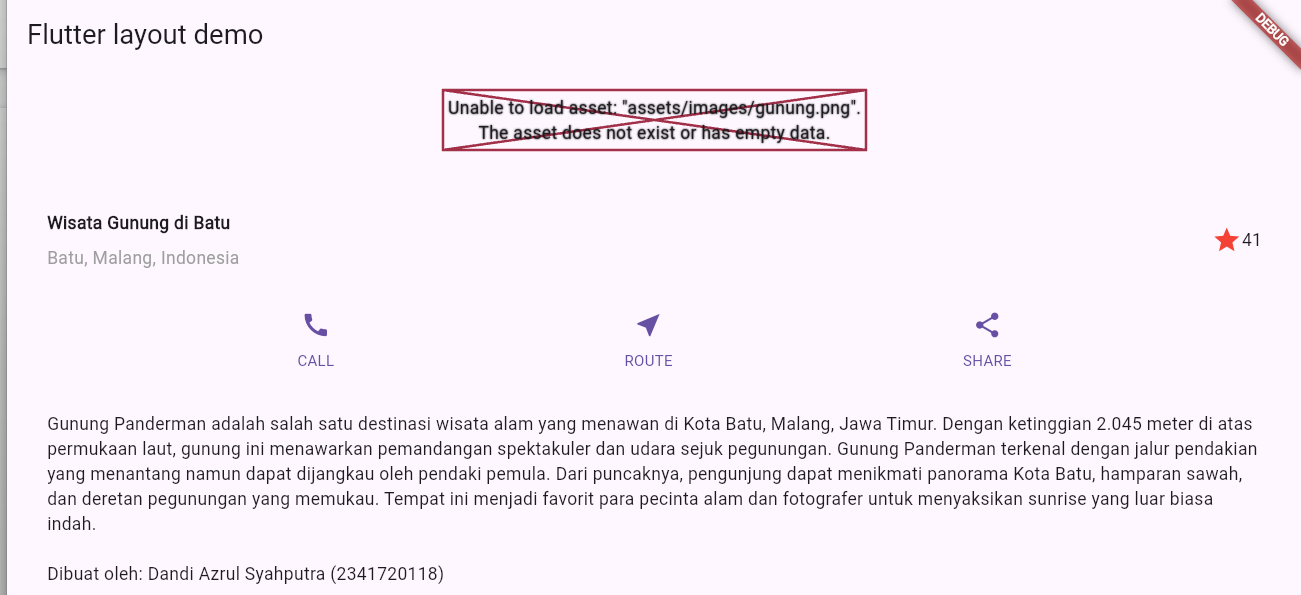 Flutter layout demo
DEBUG
Unable to load asset: "assets/images/gunung.png".
The asset does not exist or has empty data.
Wisata Gunung di Batu
Batu, Malang, Indonesia
41
CALL
ROUTE
SHARE
Gunung Panderman adalah salah satu destinasi wisata alam yang menawan di Kota Batu, Malang, Jawa Timur. Dengan ketinggian 2.045 meter di atas
permukaan laut, gunung ini menawarkan pemandangan spektakuler dan udara sejuk pegunungan. Gunung Panderman terkenal dengan jalur pendakian
yang menantang namun dapat dijangkau oleh pendaki pemula. Dari puncaknya, pengunjung dapat menikmati panorama Kota Batu, hamparan sawah,
dan deretan pegunungan yang memukau. Tempat ini menjadi favorit para pecinta alam dan fotografer untuk menyaksikan sunrise yang luar biasa
indah.
Dibuat oleh: Dandi Azrul Syahputra (2341720118)